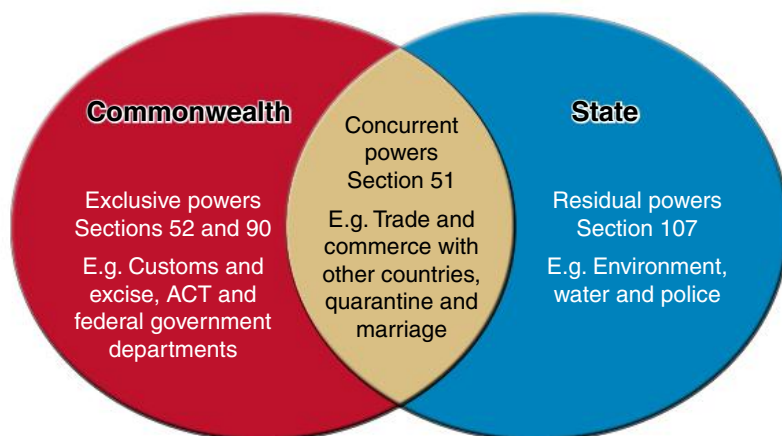 Commonwealth
Exclusive powers
Sections 52 and 90
E.g. Customs and
excise, ACT and
federal government
departments
Concurrent
powers
Section 51
E.g. Trade and
commerce with
other countries,
quarantine and
marriage
State
Residual powers
Section 107
E.g. Environment,
water and police